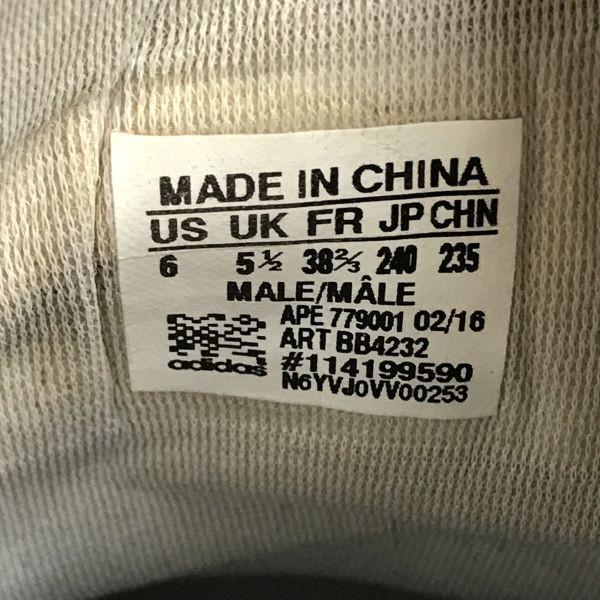 MADE IN CHINA
US UK FR JP CHN
6 5½ 38⅔ 240 235
MALE/MÂLE
APE 779001 02/16
ART BB4232
#114199590
adidas
N6YVJ0VV00253